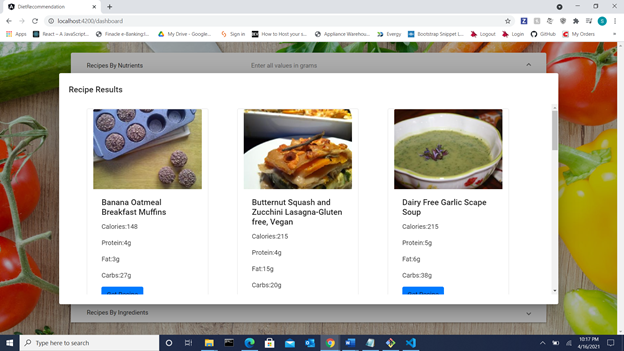 DietRecommendation
localhost:4200/dashboard
Apps
React – A JavaScript...
Finacle e-Banking:l...
My Drive - Google...
Sign in
How to Host your s...
Appliance Warehou...
Evergy
Bootstrap Snippet |...
Logout
Login
GitHub
My Orders
Recipes By Nutrients
Enter all values in grams
Recipe Results
Banana Oatmeal
Breakfast Muffins
Calories:148
Protein:4g
Fat:3g
Carbs:27g
Butternut Squash and
Zucchini Lasagna-Gluten
free, Vegan
Calories:215
Protein:4g
Fat:15g
Carbs:20g
Dairy Free Garlic Scape
Soup
Calories:215
Protein:5g
Fat:6g
Carbs:38g
Recipes By Ingredients
Type here to search
10:17 PM
4/16/2021